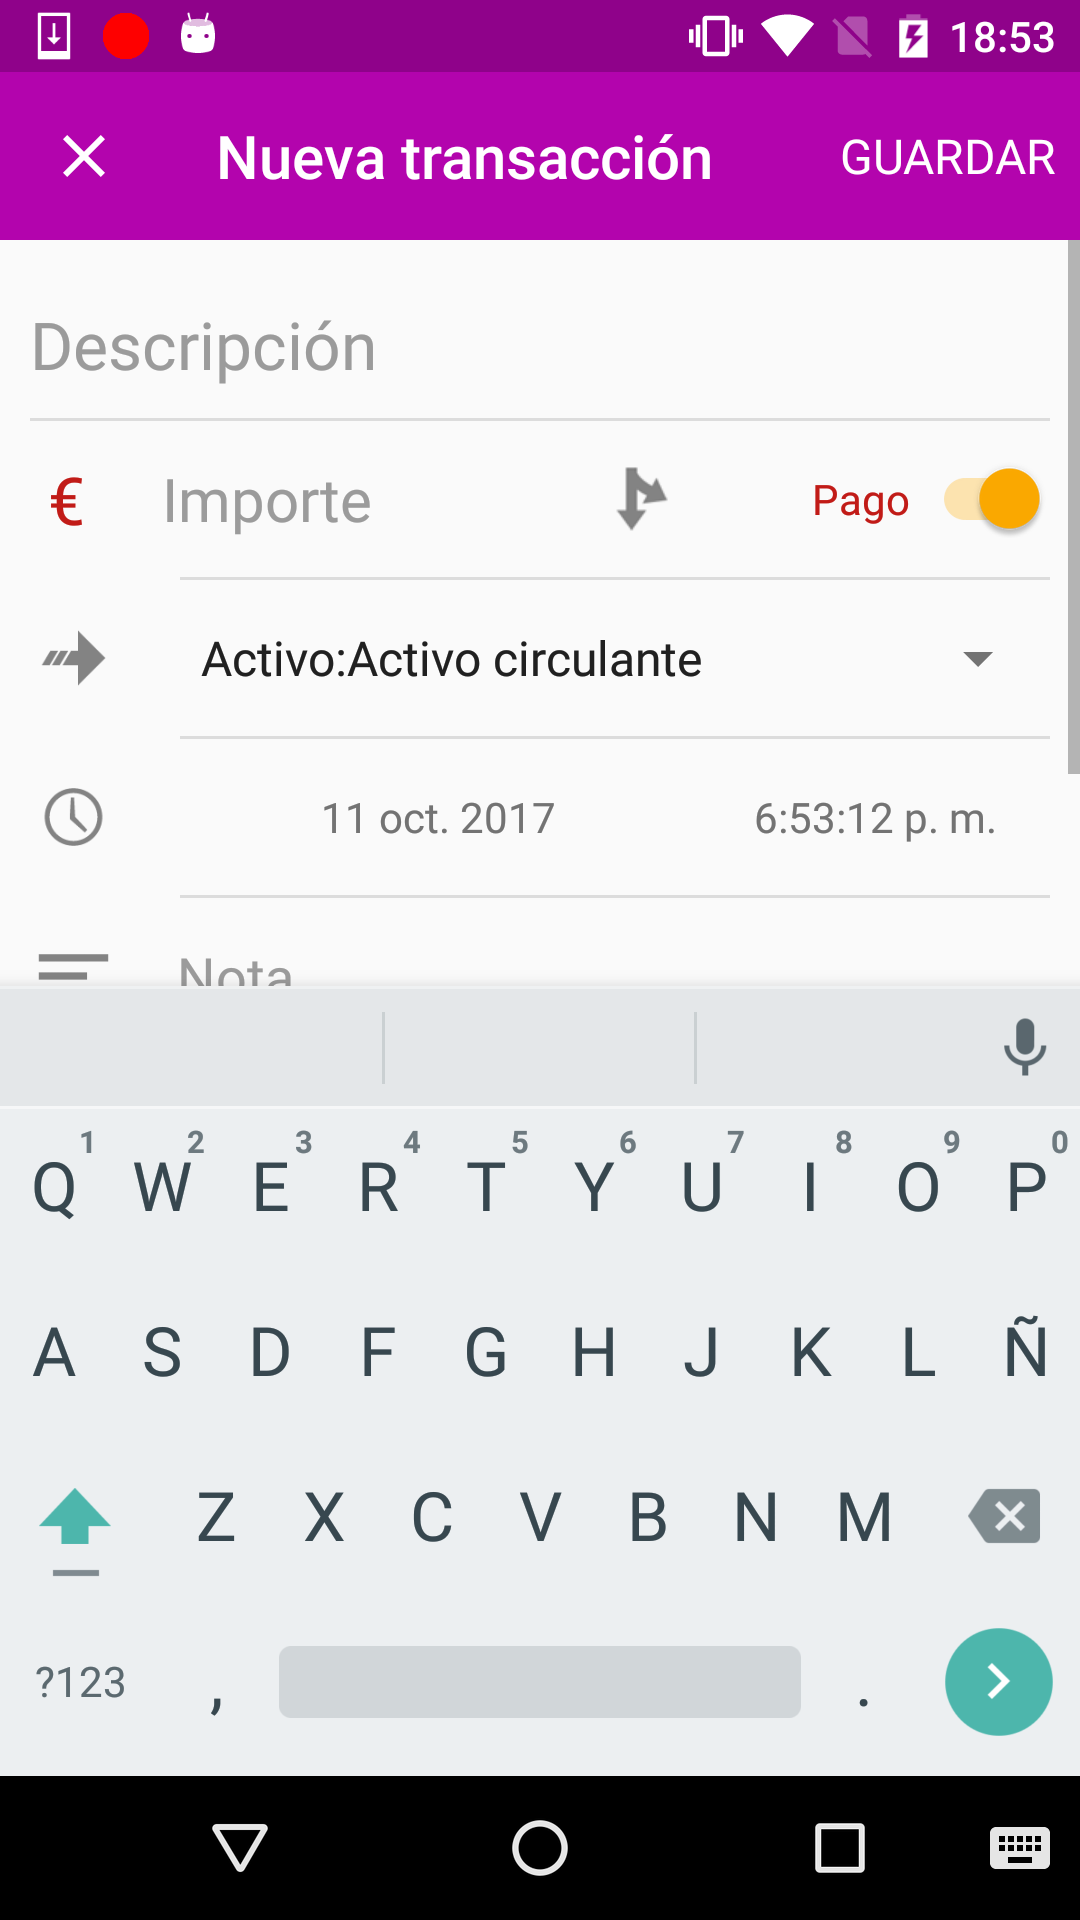 18:53
Nueva transacción GUARDAR
Descripción
€ Importe Pago
Activo:Activo circulante
11 oct. 2017 6:53:12 p. m.
Nota
1 2 3 4 5 6 7 8 9 0
Q W E R T Y U I O P
A S D F G H J K L Ñ
Z X C V B N M
?123 , .